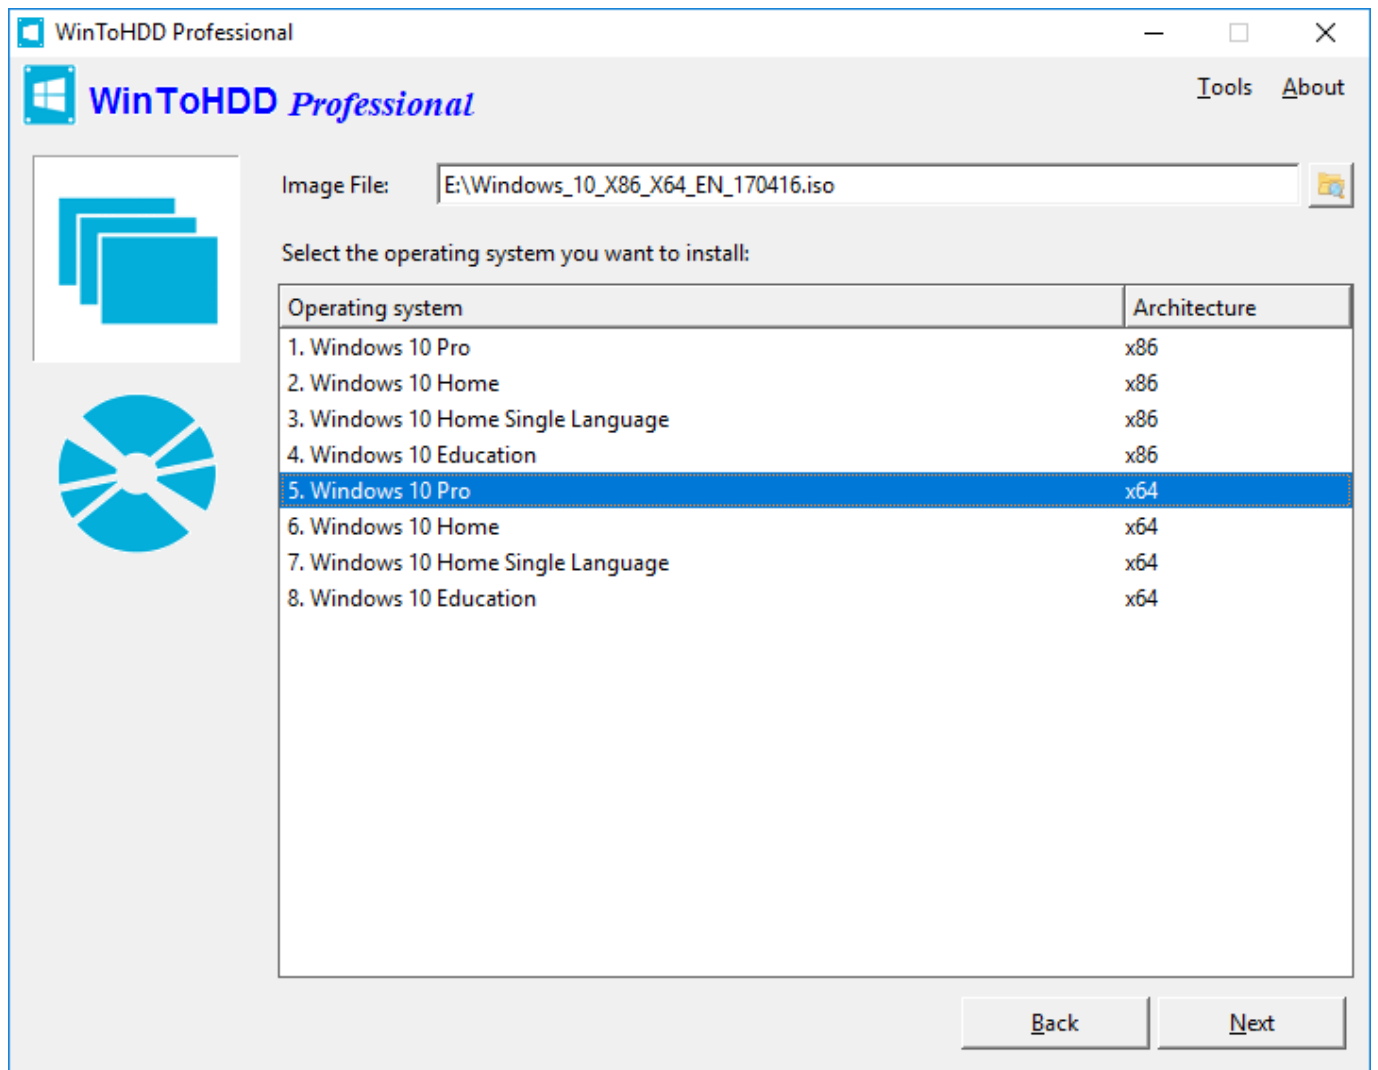 WinToHDD Professional
Tools About
WinToHDD Professional
Image File: E:\Windows_10_X86_X64_EN_170416.iso
Select the operating system you want to install:
Operating system Architecture
1. Windows 10 Pro x86
2. Windows 10 Home x86
3. Windows 10 Home Single Language x86
4. Windows 10 Education x86
5. Windows 10 Pro x64
6. Windows 10 Home x64
7. Windows 10 Home Single Language x64
8. Windows 10 Education x64
Back Next